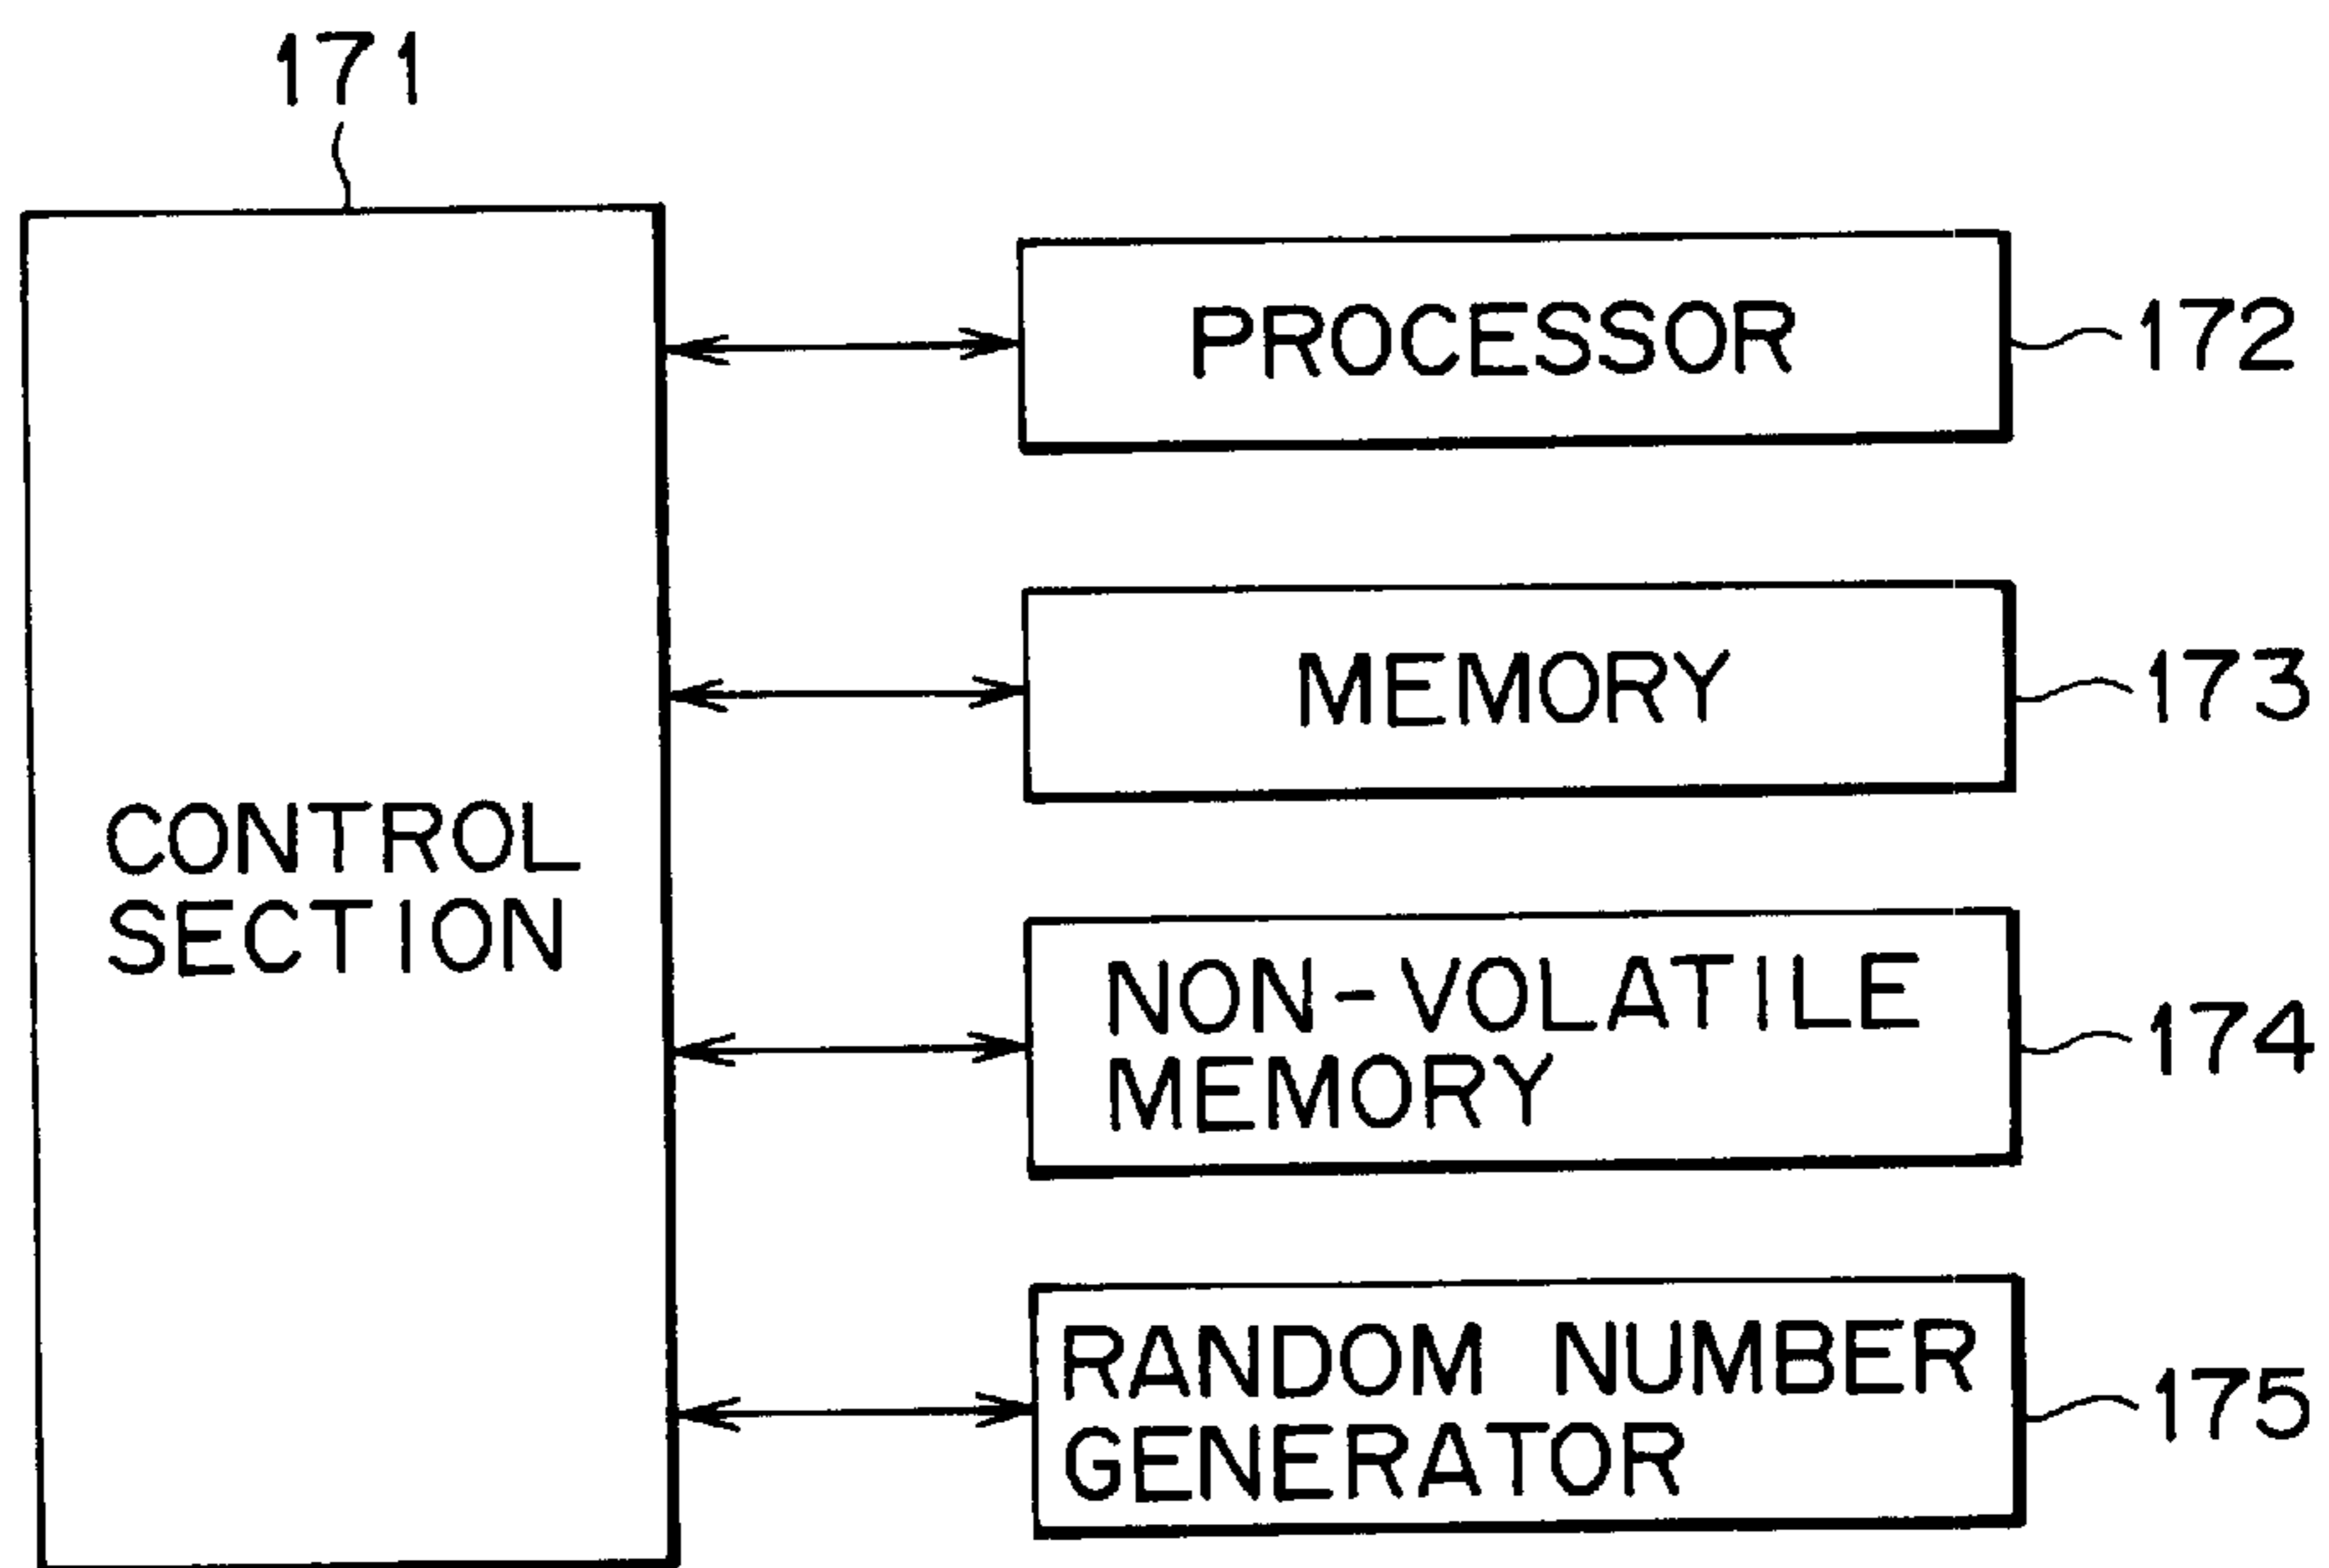 171
CONTROL
SECTION
PROCESSOR
172
MEMORY
173
NON-VOLATILE
MEMORY
174
RANDOM NUMBER
GENERATOR
175